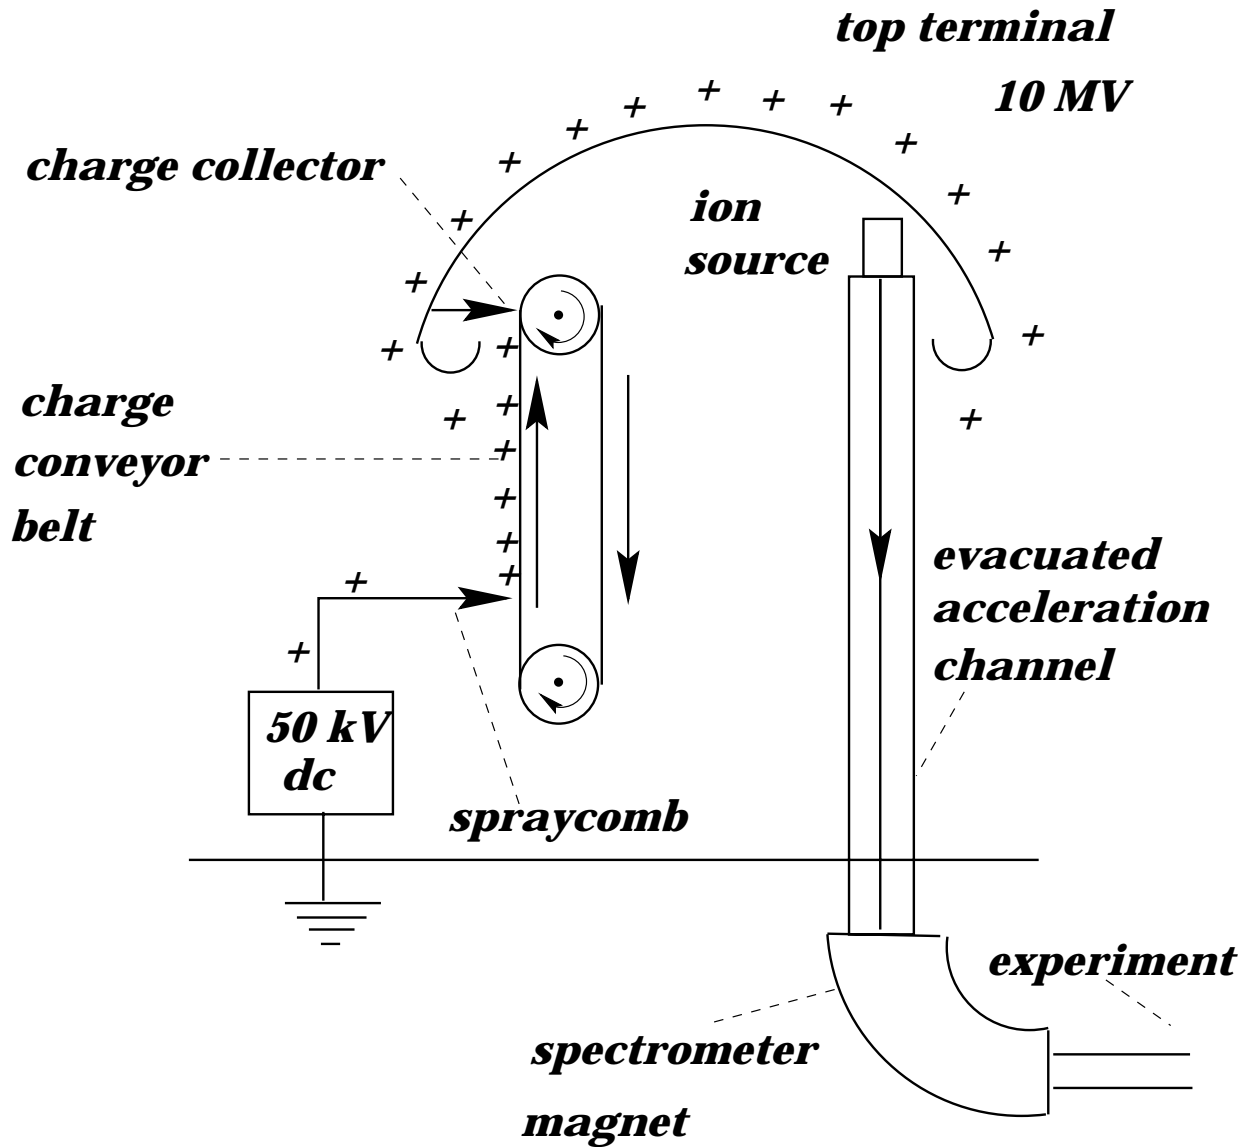 top terminal
10 MV
charge collector
ion
source
charge
conveyor
belt
evacuated
acceleration
channel
50 kV
dc
spraycomb
experiment
spectrometer
magnet